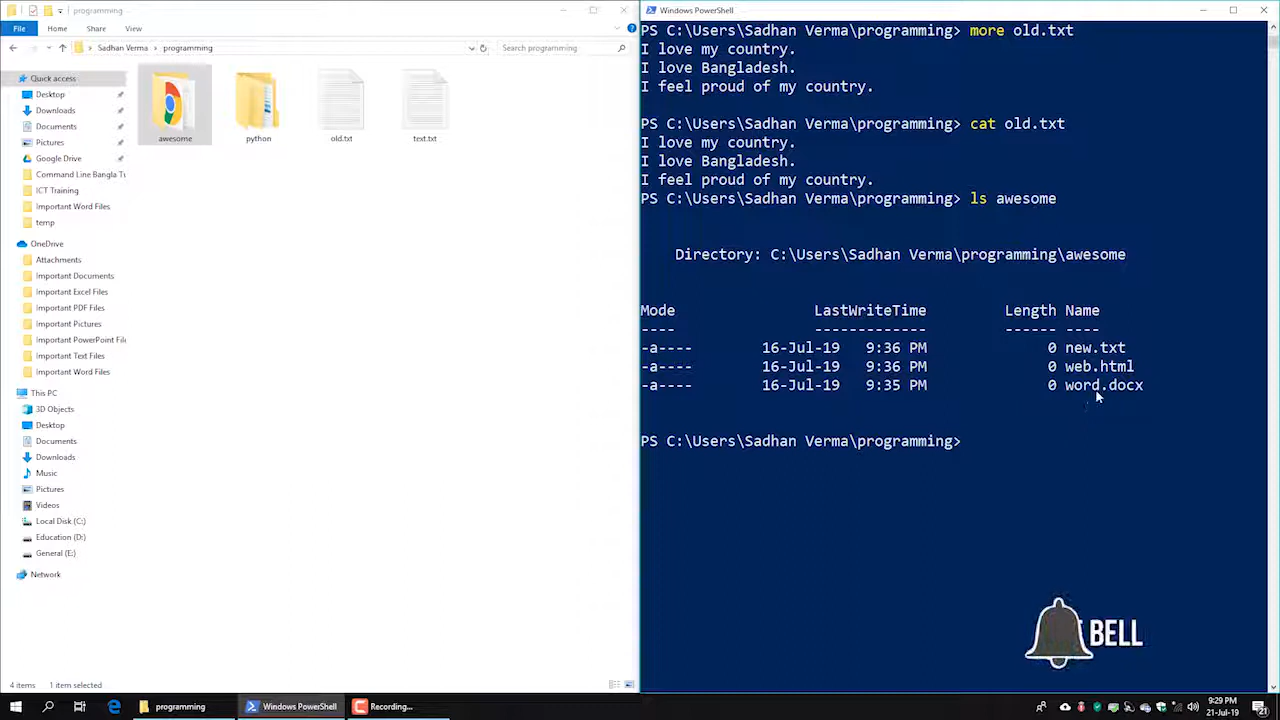 programming
File Home Share View
Sadhan Verma › programming
Search programming
Quick access
Desktop
Downloads
Documents
Pictures
Google Drive
Command Line Bangla Tu
ICT Training
Important Word Files
temp
OneDrive
Attachments
Important Documents
Important Excel Files
Important PDF Files
Important Pictures
Important PowerPoint File
Important Text Files
Important Word Files
This PC
3D Objects
Desktop
Documents
Downloads
Music
Pictures
Videos
Local Disk (C:)
Education (D:)
General (E:)
Network
awesome python old.txt text.txt
4 items 1 item selected
Windows PowerShell
PS C:\Users\Sadhan Verma\programming> more old.txt
I love my country.
I love Bangladesh.
I feel proud of my country.
PS C:\Users\Sadhan Verma\programming> cat old.txt
I love my country.
I love Bangladesh.
I feel proud of my country.
PS C:\Users\Sadhan Verma\programming> ls awesome
Directory: C:\Users\Sadhan Verma\programming\awesome
Mode LastWriteTime Length Name
---- ------------- ------ ----
-a---- 16-Jul-19 9:36 PM 0 new.txt
-a---- 16-Jul-19 9:36 PM 0 web.html
-a---- 16-Jul-19 9:35 PM 0 word.docx
PS C:\Users\Sadhan Verma\programming>
BELL
programming Windows PowerShell Recording...
9:29 PM
21-Jul-19